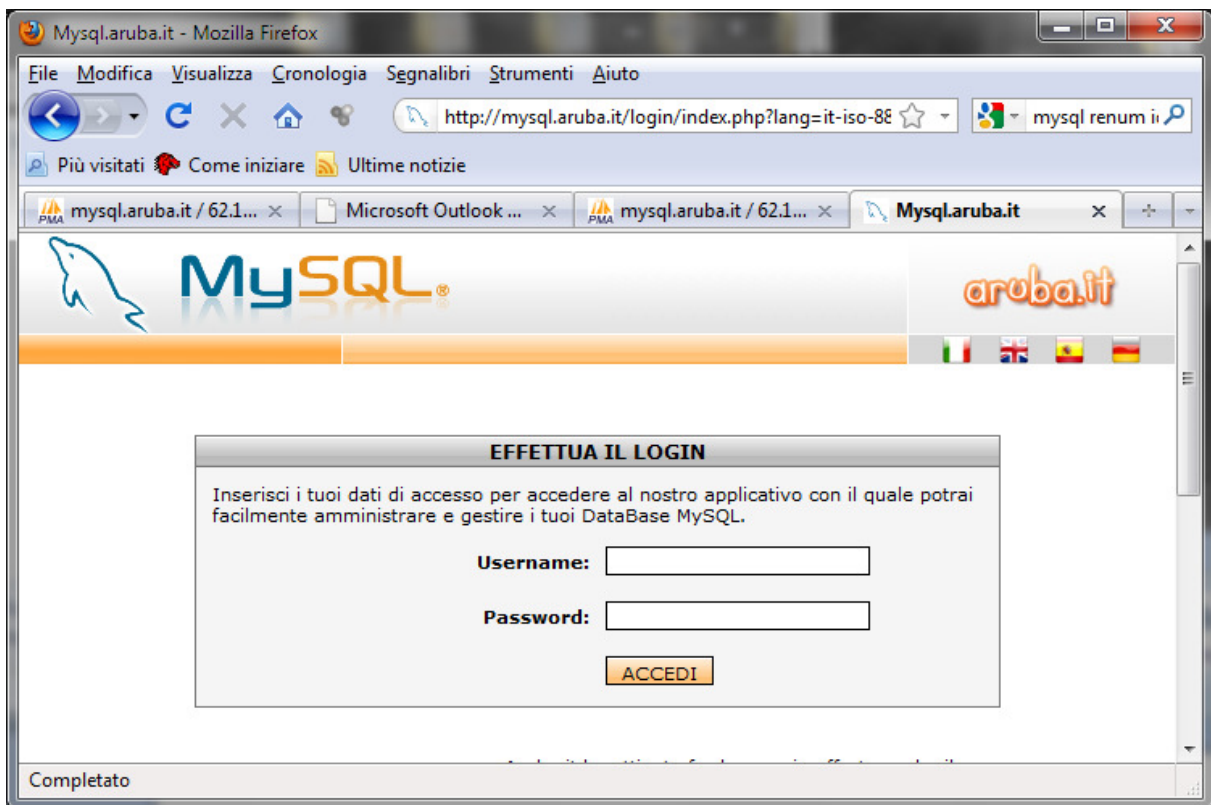 Mysql.aruba.it - Mozilla Firefox
File Modifica Visualizza Cronologia Segnalibri Strumenti Aiuto
http://mysql.aruba.it/login/index.php?lang=it-iso-88 mysql renum
Più visitati Come iniziare Ultime notizie
PMA mysql.aruba.it / 62.1... Microsoft Outlook ... PMA mysql.aruba.it / 62.1... Mysql.aruba.it
MySQL® aruba.it
EFFETTUA IL LOGIN
Inserisci i tuoi dati di accesso per accedere al nostro applicativo con il quale potrai
facilmente amministrare e gestire i tuoi DataBase MySQL.
Username:
Password:
ACCEDI
Completato